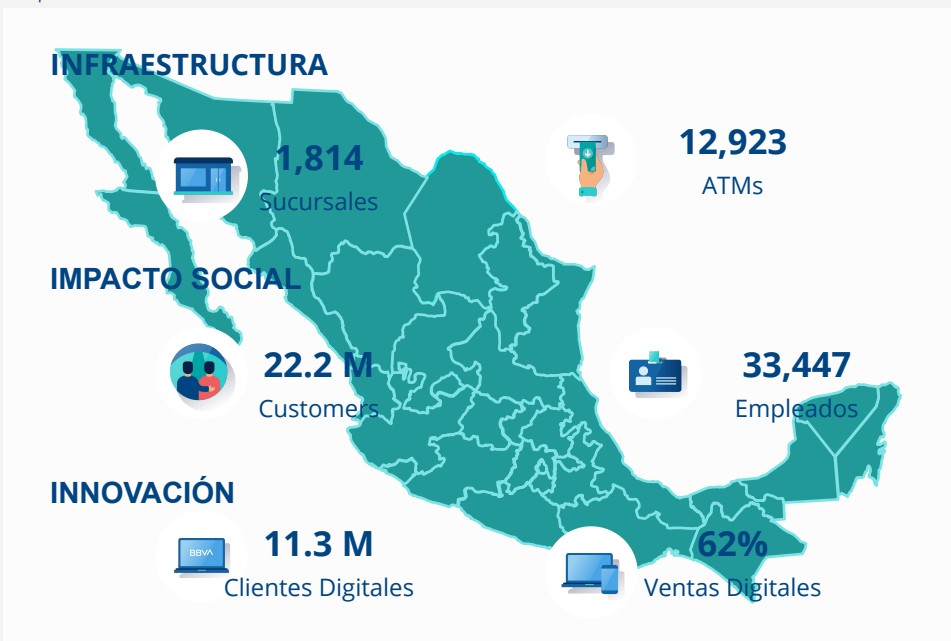 INFRAESTRUCTURA
1,814
Sucursales
12,923
ATMs
IMPACTO SOCIAL
22.2 M
Customers
33,447
Empleados
INNOVACIÓN
BBVA
11.3 M
Clientes Digitales
62%
Ventas Digitales